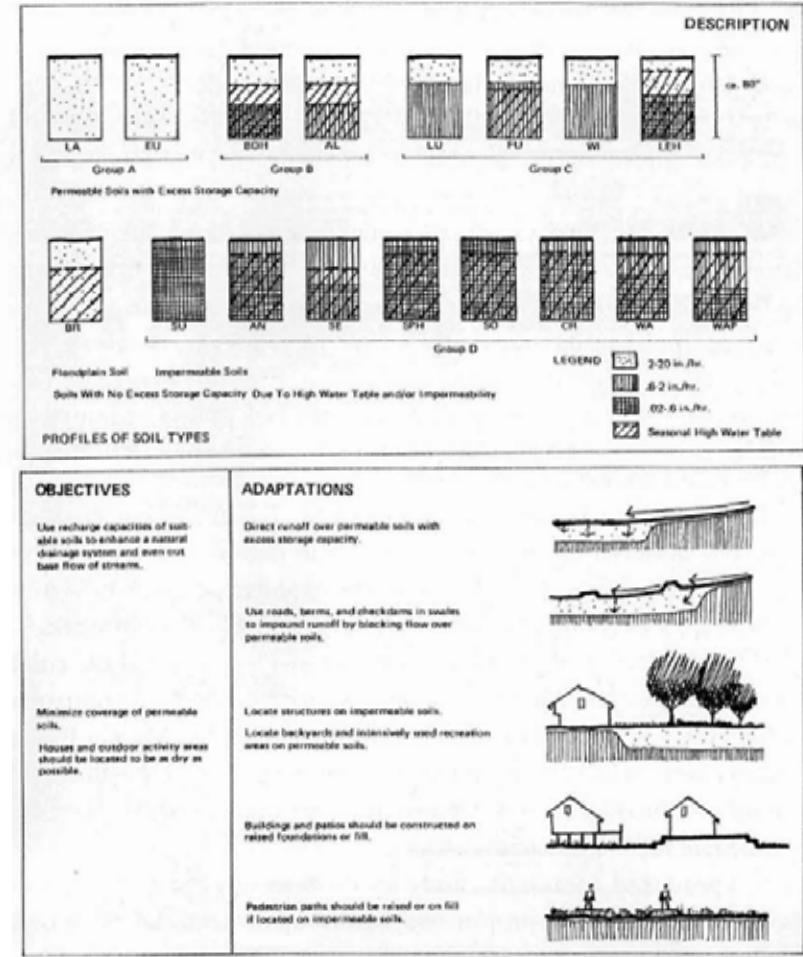 DESCRIPTION
ca. 80"
LA EU BOH AL LU FU WI LEH
Group A Group B Group C
Permeable Soils with Excess Storage Capacity
BR SU AN SE SPH SO CR WA WAP
Group D
Floodplain Soil Impermeable Soils
Soils With No Excess Storage Capacity Due To High Water Table and/or Impermeability
LEGEND
2-20 in./hr.
.6-2 in./hr.
.02-.6 in./hr.
Seasonal High Water Table
PROFILES OF SOIL TYPES
OBJECTIVES
Use recharge capacities of suit-
able soils to enhance a natural
drainage system and even out
base flow of streams.
Minimize coverage of permeable
soils.
Houses and outdoor activity areas
should be located to be as dry as
possible.
ADAPTATIONS
Direct runoff over permeable soils with
excess storage capacity.
Use roads, berms, and checkdams in swales
to impound runoff by blocking flow over
permeable soils.
Locate structures on impermeable soils.
Locate backyards and intensively used recreation
areas on permeable soils.
Buildings and patios should be constructed on
raised foundations or fill.
Pedestrian paths should be raised or on fill
if located on impermeable soils.